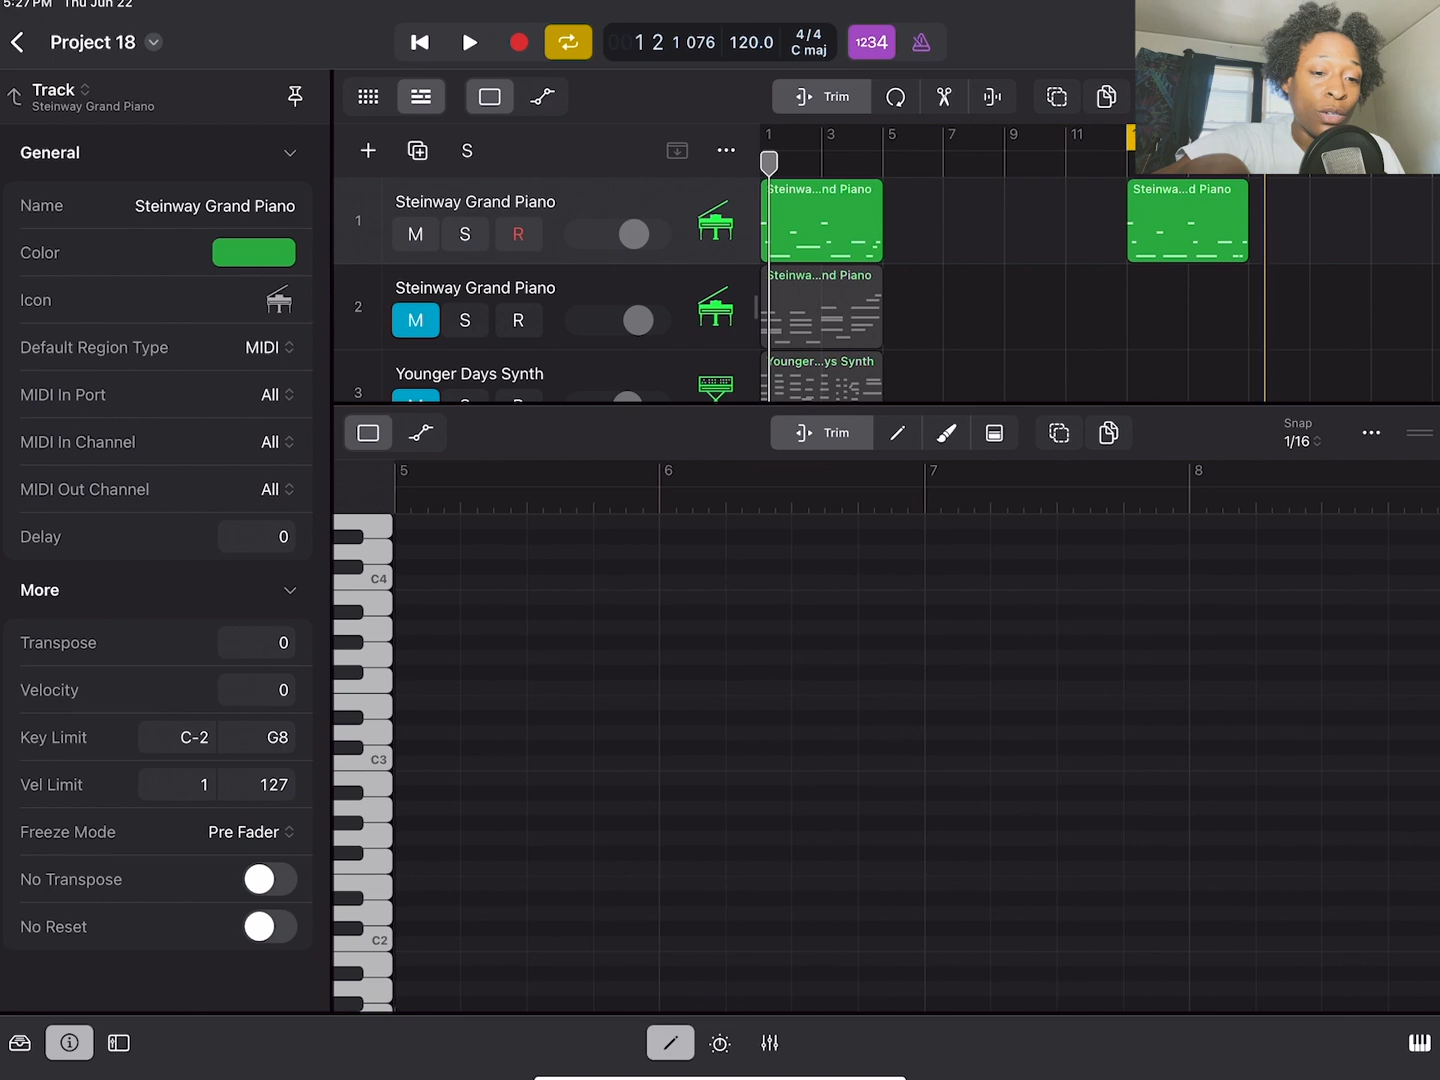 5:27 PM Thu Jun 22
Project 18
1 2 1 076
120.0
4/4
C maj
1234
Track
Steinway Grand Piano
Trim
General
S
1 3 5 7 9 11
Name Steinway Grand Piano
Color
Icon
Default Region Type MIDI
MIDI In Port All
MIDI In Channel All
MIDI Out Channel All
Delay 0
More
Transpose 0
Velocity 0
Key Limit C-2 G8
Vel Limit 1 127
Freeze Mode Pre Fader
No Transpose
No Reset
1
Steinway Grand Piano
M S R
Steinwa...nd Piano
Steinwa...d Piano
2
Steinway Grand Piano
M S R
Steinwa...nd Piano
3
Younger Days Synth
Younger...ys Synth
Trim
Snap
1/16
5 6 7 8
C4
C3
C2